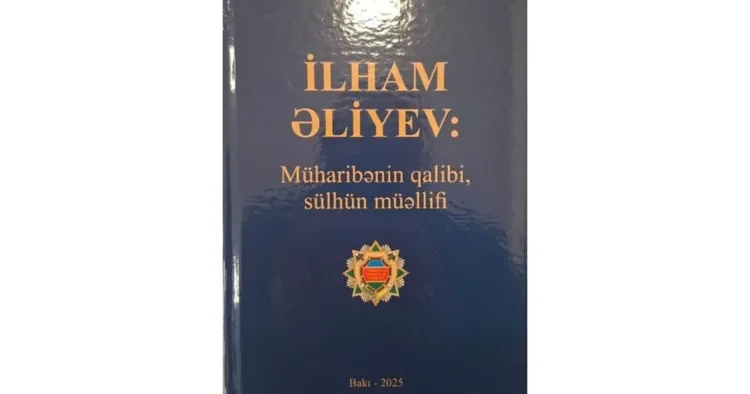 İLHAM
ƏLİYEV:
Müharibənin qalibi,
sülhün müəllifi
Bakı - 2025